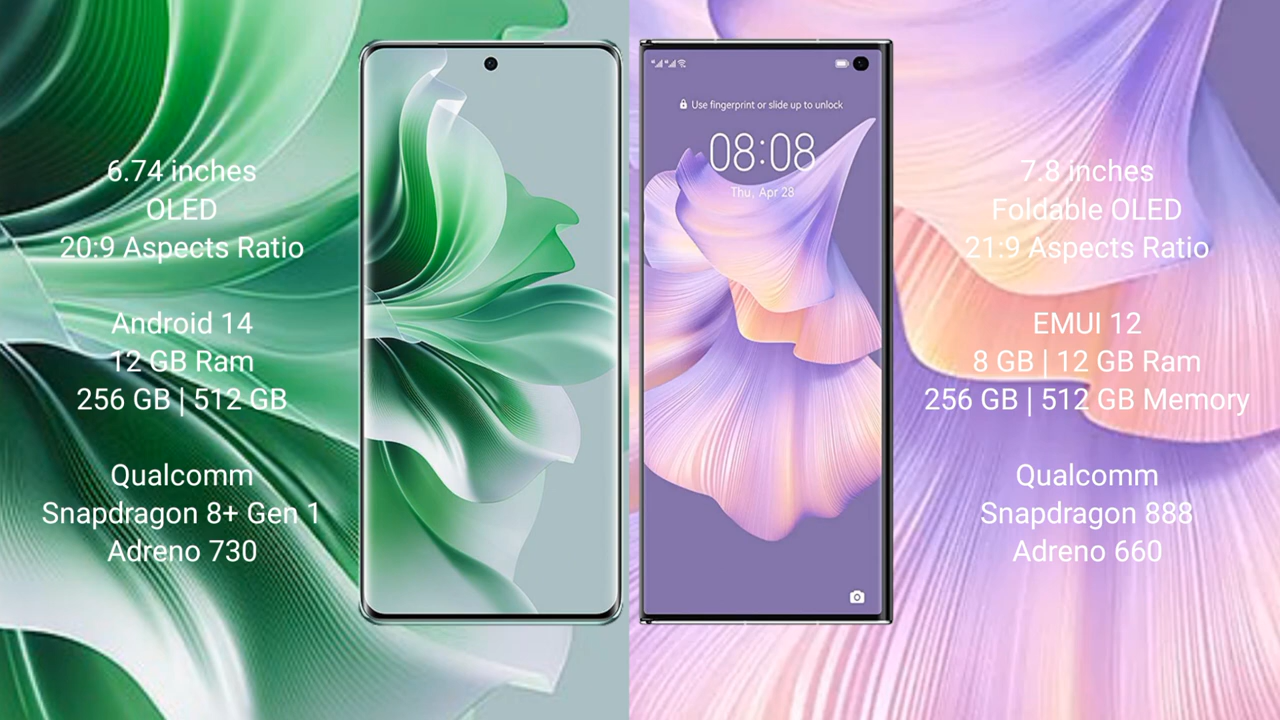 6.74 inches
OLED
20:9 Aspects Ratio
Android 14
12 GB Ram
256 GB | 512 GB
Qualcomm
Snapdragon 8+ Gen 1
Adreno 730
Use fingerprint or slide up to unlock
08:08
Thu, Apr 28
7.8 inches
Foldable OLED
21:9 Aspects Ratio
EMUI 12
8 GB | 12 GB Ram
256 GB | 512 GB Memory
Qualcomm
Snapdragon 888
Adreno 660